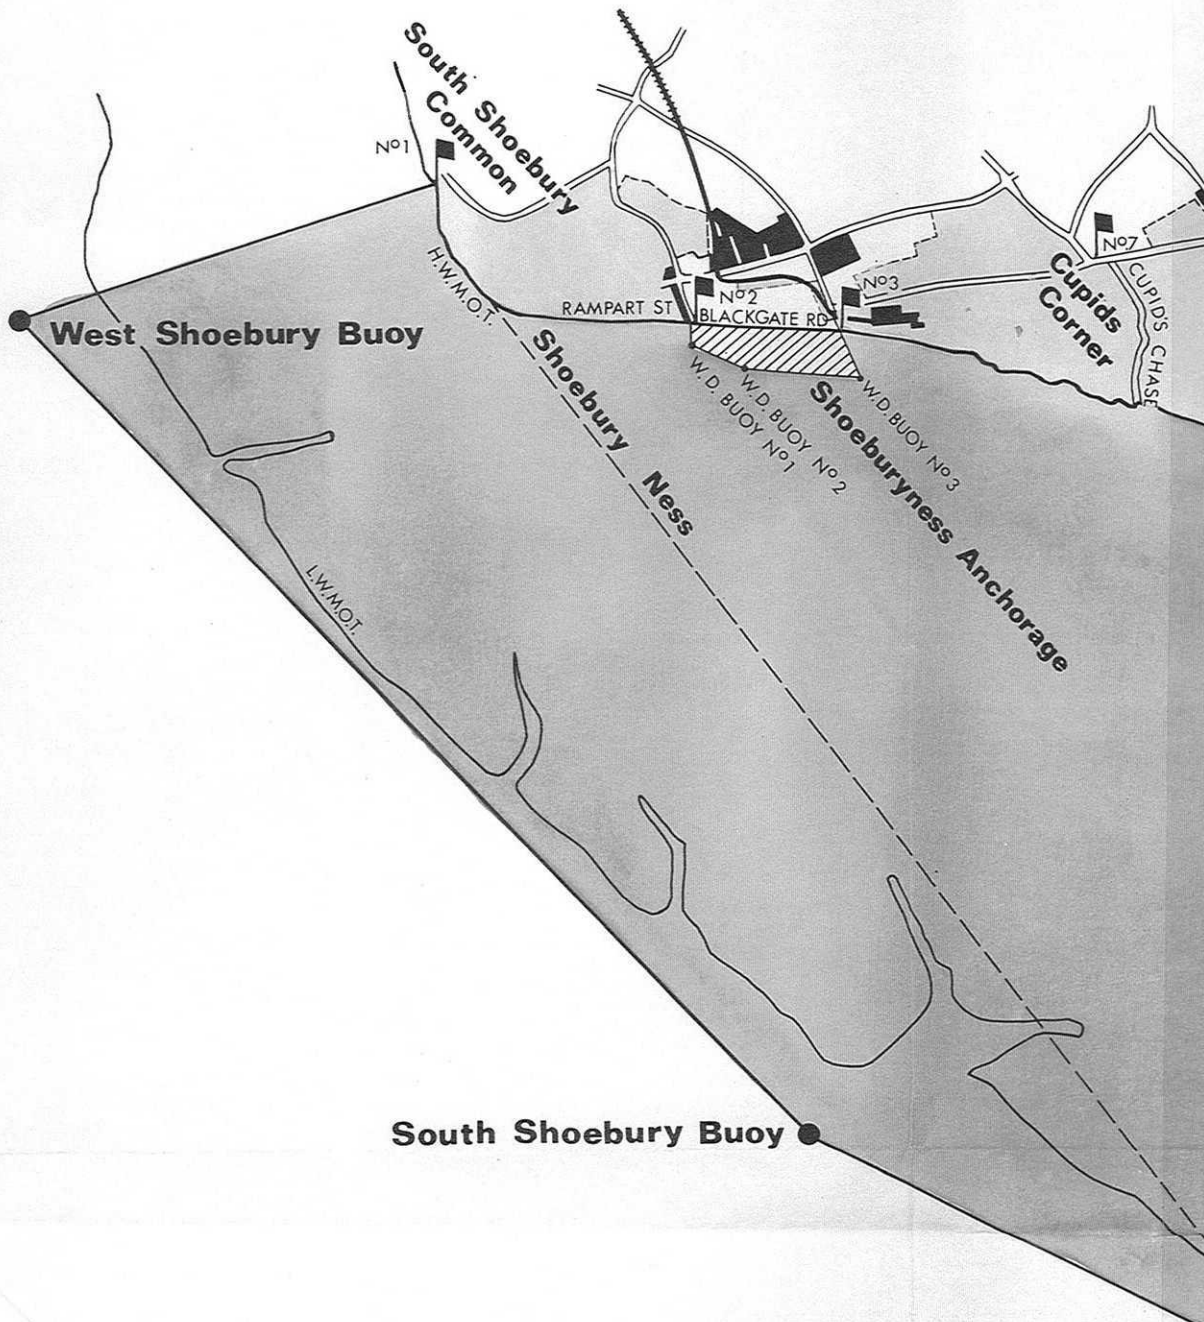 South Shoebury
Common
Nº1
H.W.M.O.T.
RAMPART ST
Nº2
BLACKGATE RD
Nº3
Nº7
Cupids
Corner
CUPID'S CHASE
West Shoebury Buoy
Shoebury Ness
W.D. BUOY Nº1
W.D. BUOY Nº2
W.D. BUOY Nº3
Shoeburyness Anchorage
L.W.M.O.T.
South Shoebury Buoy